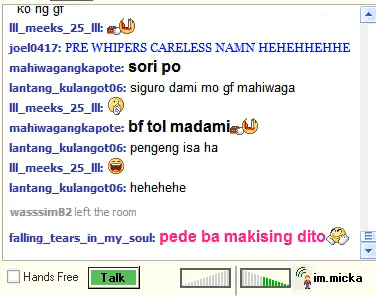 ko ng gf
lll_meeks_25_lll:
joel0417: PRE WHIPERS CARELESS NAMN HEHEHHEHHE
mahiwagangkapote: sori po
lantang_kulangot06: siguro dami mo gf mahiwaga
lll_meeks_25_lll:
mahiwagangkapote: bf tol madami
lantang_kulangot06: pengeng isa ha
lll_meeks_25_lll:
lantang_kulangot06: hehehehe
wasssim82 left the room
falling_tears_in_my_soul: pede ba makising dito
Hands Free Talk im.micka